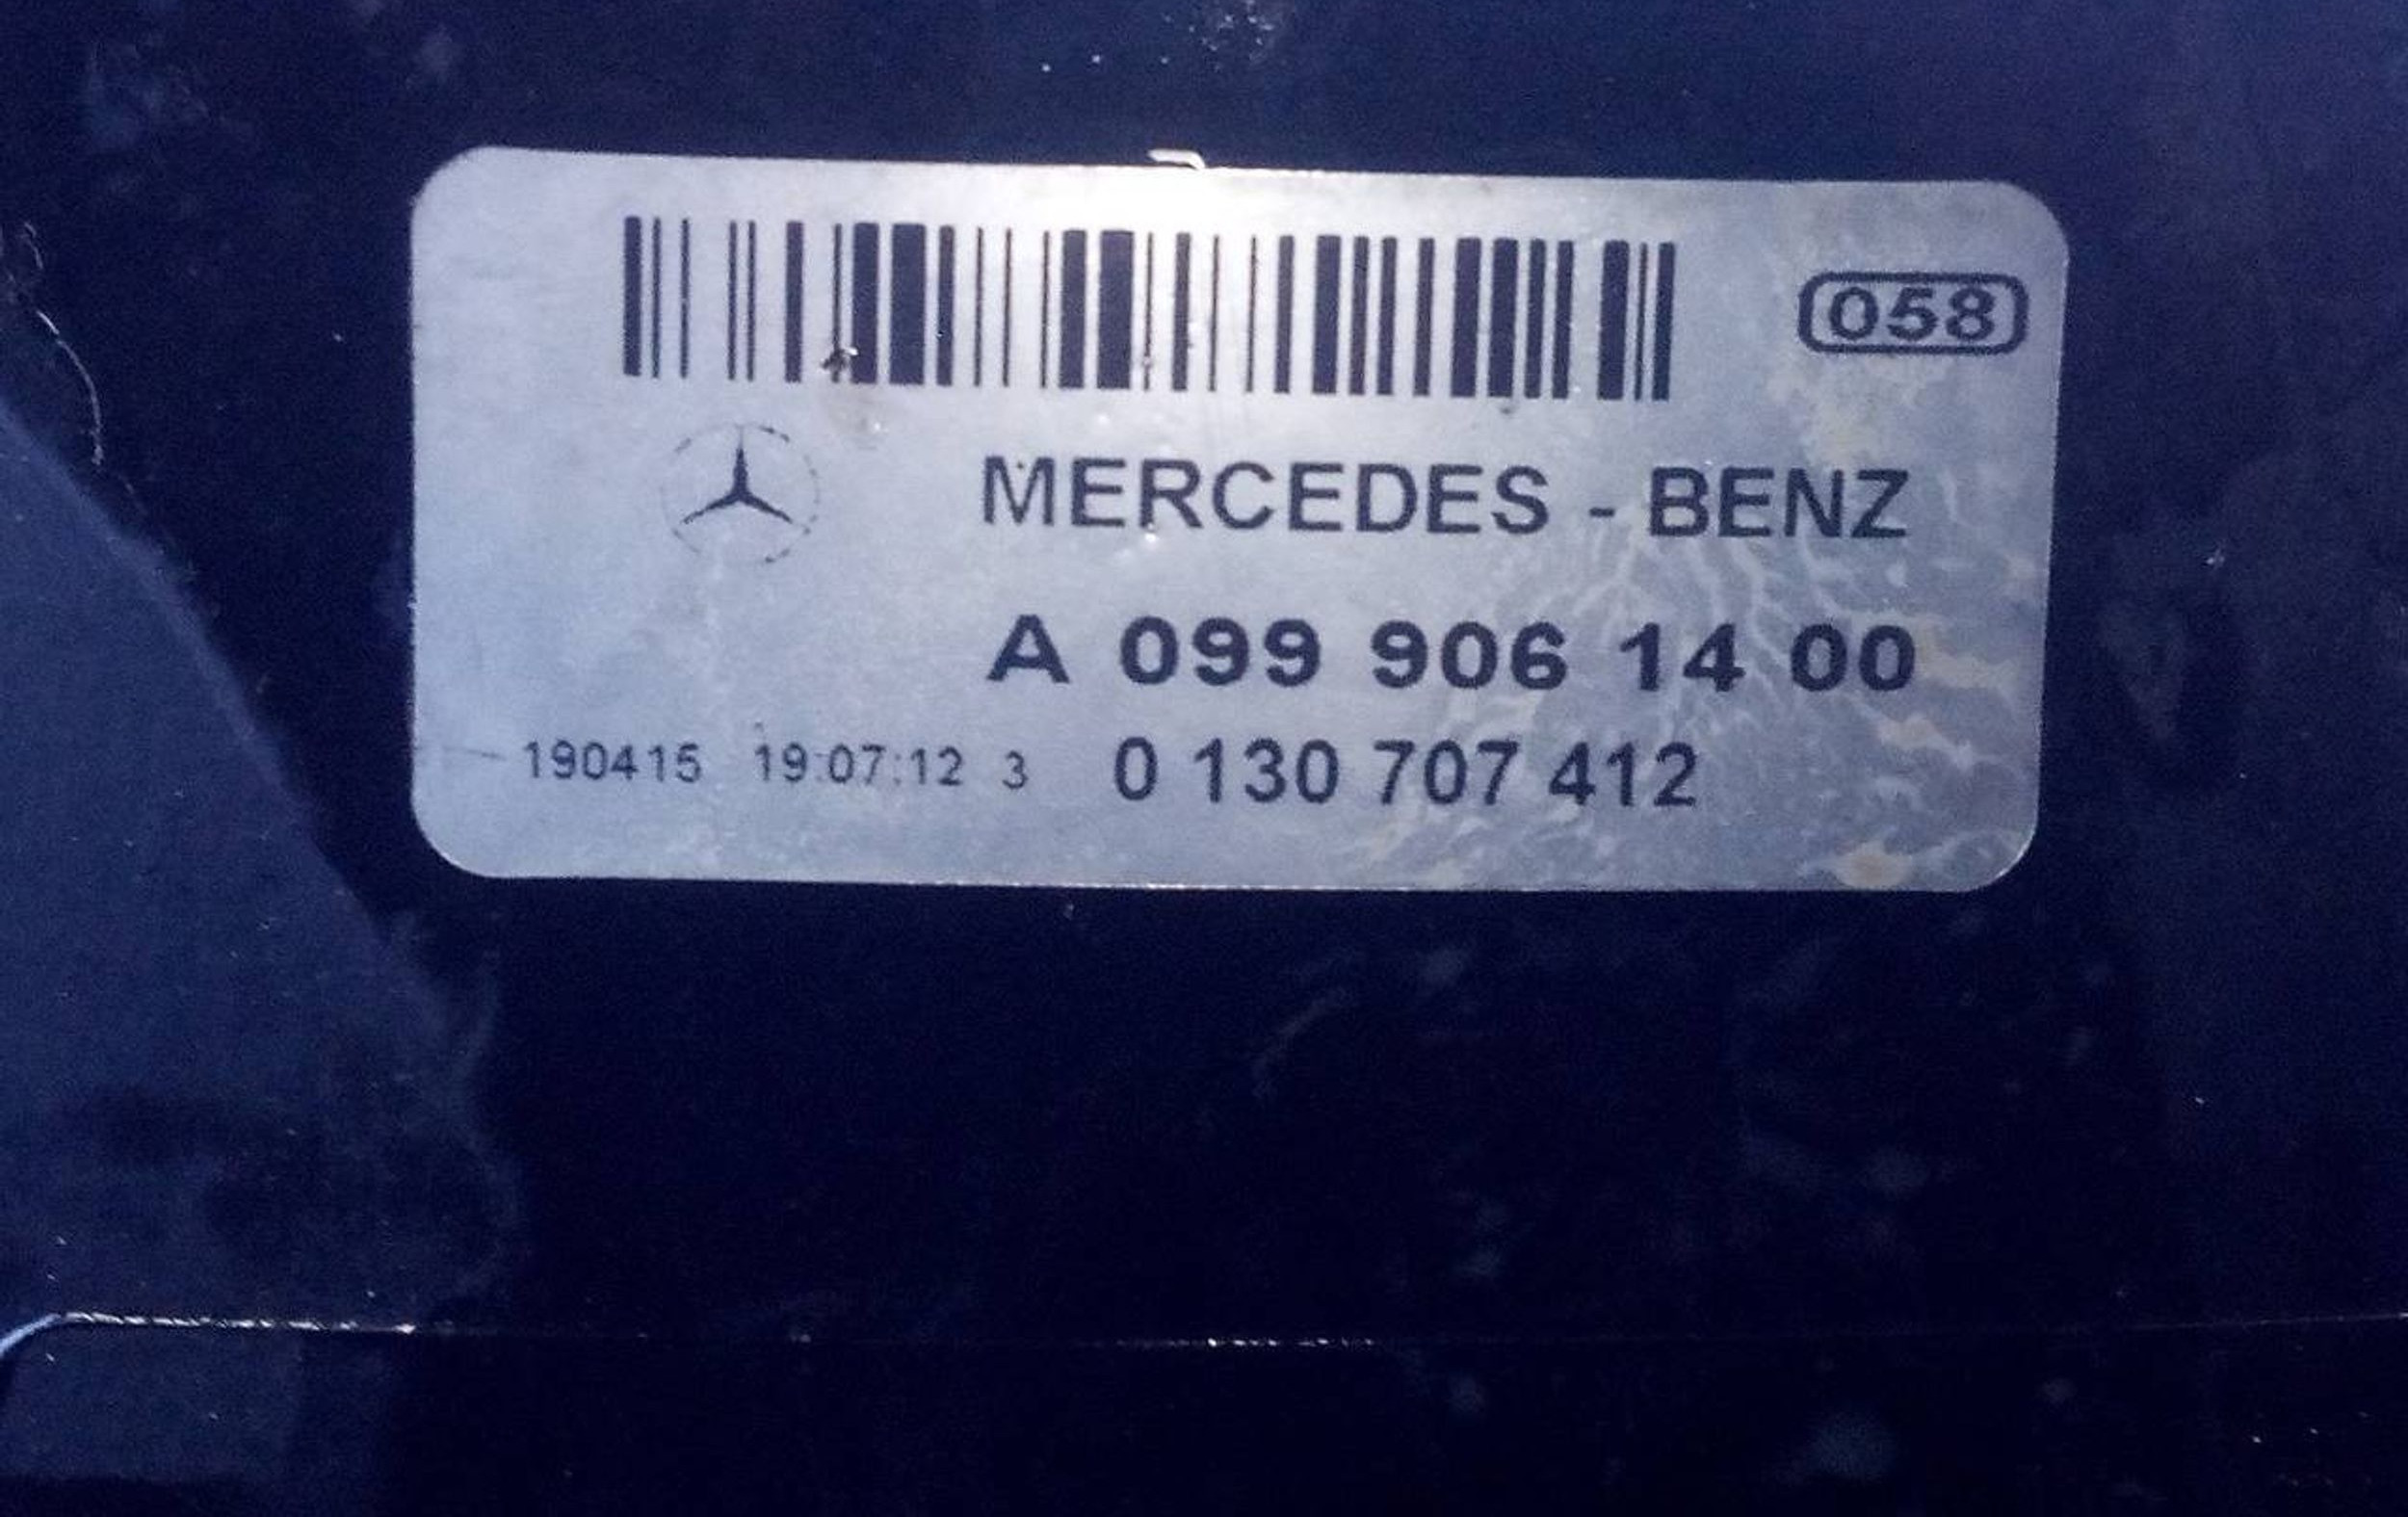 058
MERCEDES - BENZ
A 099 906 14 00
190415 19:07:12 3 0 130 707 412